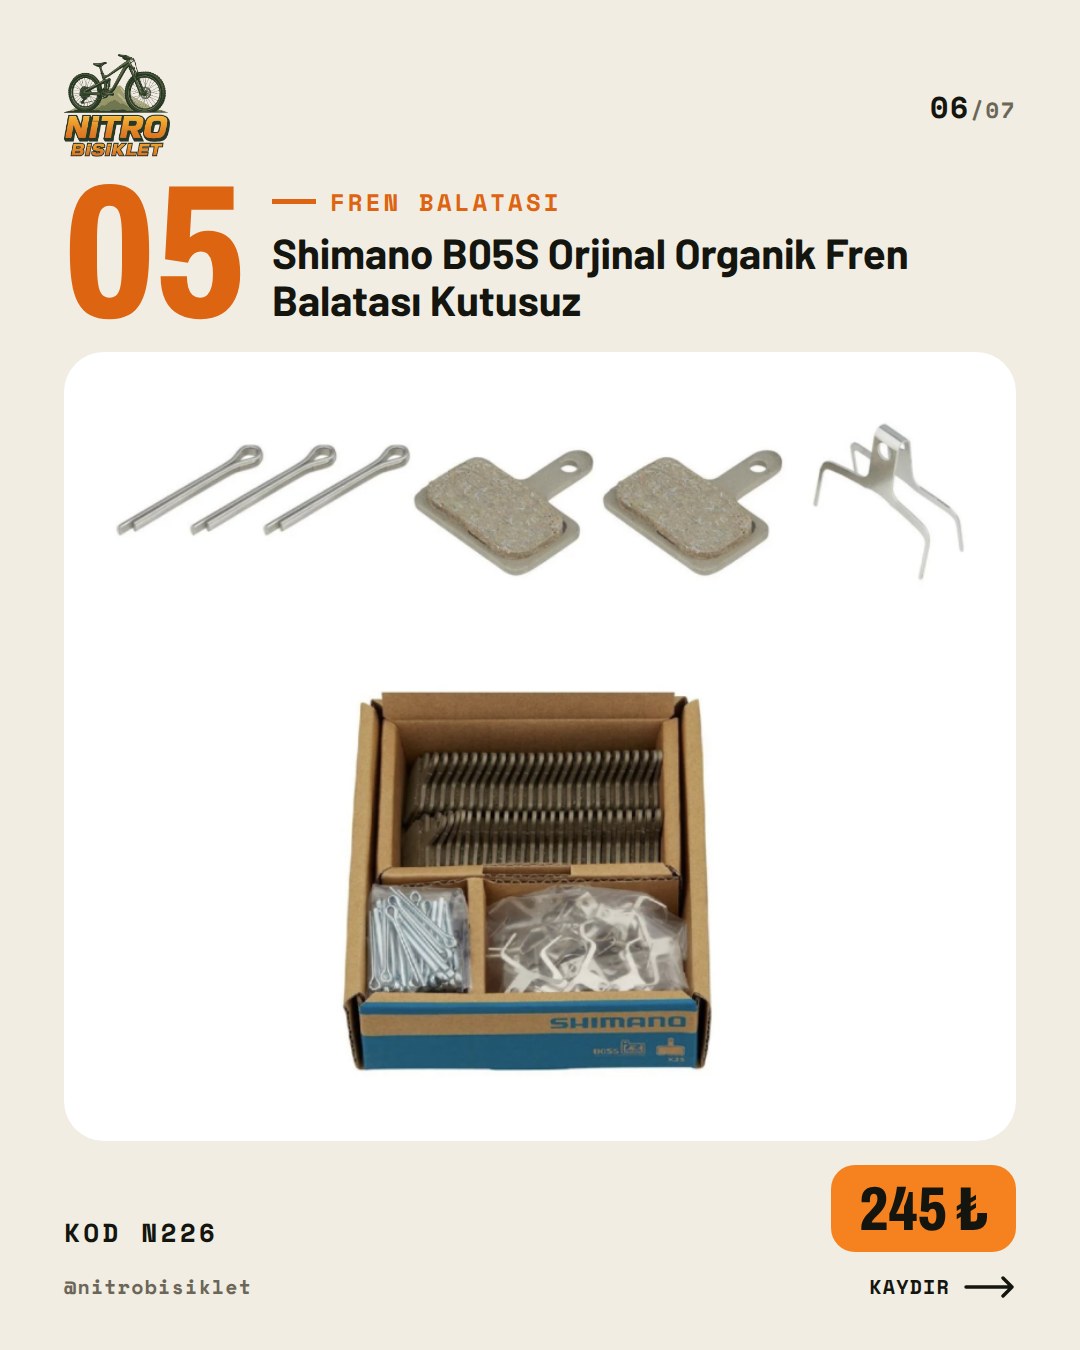 NiTRO
BISIKLET
06/07
05
FREN BALATASI
Shimano B05S Orjinal Organik Fren
Balatası Kutusuz
SHIMANO
KOD N226
245 ₺
@nitrobisiklet
KAYDIR